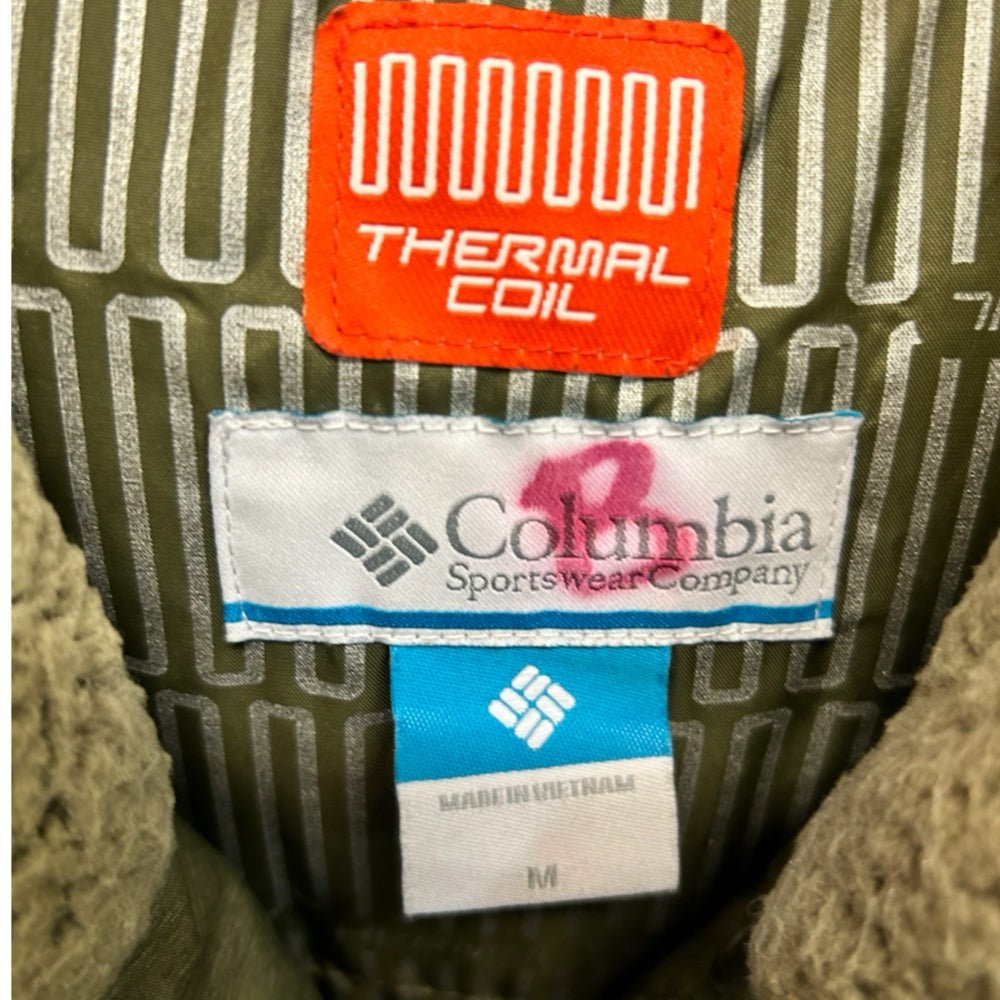 THERMAL
COIL
B
Columbia
Sportswear Company
MADE IN VIETNAM
M